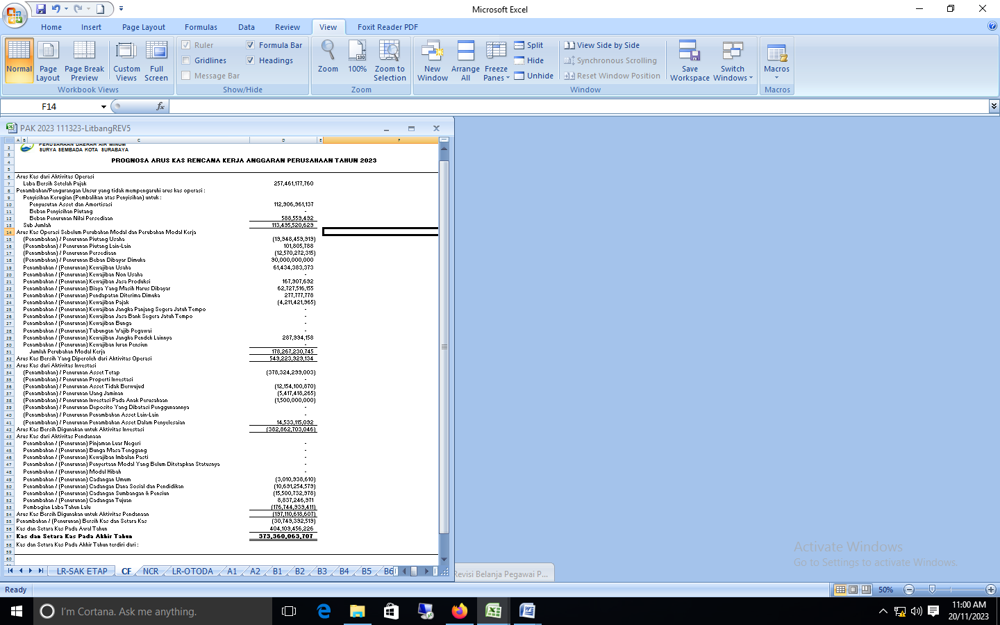 Microsoft Excel
Home Insert Page Layout Formulas Data Review View Foxit Reader PDF
Normal
Page Layout
Page Break Preview
Custom Views
Full Screen
Workbook Views
Ruler
Gridlines
Message Bar
Formula Bar
Headings
Show/Hide
Zoom
100%
Zoom to Selection
Zoom
New Window
Arrange All
Freeze Panes
Split
Hide
Unhide
View Side by Side
Synchronous Scrolling
Reset Window Position
Window
Save Workspace
Switch Windows
Macros
Macros
F14
fx
PAK 2023 111323-LitbangREV5
PERUSAHAAN DAERAH AIR MINUM
SURYA SEMBADA KOTA SURABAYA
PROGNOSA ARUS KAS RENCANA KERJA ANGGARAN PERUSAHAAN TAHUN 2023
Arus Kas dari Aktivitas Operasi
Laba Bersih Setelah Pajak 257,461,177,760
Penambahan/Pengurangan Unsur yang tidak mempengaruhi arus kas operasi :
Penyisihan Kerugian (Pembalikan atas Penyisihan) untuk :
Penyusutan Asset dan Amortisasi 112,906,961,137
Beban Penyisihan Piutang -
Beban Penurunan Nilai Persediaan 588,559,492
Sub Jumlah 113,495,520,629
Arus Kas Operasi Sebelum Perubahan Modal dan Perubahan Modal Kerja
(Penambahan) / Penurunan Piutang Usaha (19,948,459,919)
(Penambahan) / Penurunan Piutang Lain-Lain 101,805,788
(Penambahan) / Penurunan Persediaan (12,570,272,315)
(Penambahan) / Penurunan Beban Dibayar Dimuka 90,000,000,000
Penambahan / (Penurunan) Kewajiban Usaha 61,434,383,373
Penambahan / (Penurunan) Kewajiban Non Usaha -
Penambahan / (Penurunan) Kewajiban Jasa Produksi 167,907,692
Penambahan / (Penurunan) Biaya Yang Masih Harus Dibayar 62,727,516,155
Penambahan / (Penurunan) Pendapatan Diterima Dimuka 277,777,778
Penambahan / (Penurunan) Kewajiban Pajak (4,211,421,965)
Penambahan / (Penurunan) Kewajiban Jangka Panjang Segera Jatuh Tempo -
Penambahan / (Penurunan) Kewajiban Jasa Bank Segera Jatuh Tempo -
Penambahan / (Penurunan) Kewajiban Bunga -
Penambahan / (Penurunan) Tabungan Wajib Pegawai -
Penambahan / (Penurunan) Kewajiban Jangka Pendek Lainnya 287,994,158
Penambahan / (Penurunan) Kewajiban Iuran Pensiun -
Jumlah Perubahan Modal Kerja 178,267,230,745
Arus Kas Bersih Yang Diperoleh dari Aktivitas Operasi 549,223,929,134
Arus Kas dari Aktivitas Investasi
(Penambahan) / Penurunan Asset Tetap (378,324,299,003)
(Penambahan) / Penurunan Properti Investasi -
(Penambahan) / Penurunan Asset Tidak Berwujud (12,154,100,870)
(Penambahan) / Penurunan Uang Jaminan (5,417,418,265)
(Penambahan) / Penurunan Investasi Pada Anak Perusahaan (1,500,000,000)
(Penambahan) / Penurunan Deposito Yang Dibatasi Penggunaannya -
(Penambahan) / Penurunan Penambahan Asset Lain-Lain -
(Penambahan) / Penurunan Penambahan Asset Dalam Penyelesaian 14,533,115,092
Arus Kas Bersih Digunakan untuk Aktivitas Investasi (382,862,703,046)
Arus Kas dari Aktivitas Pendanaan
Penambahan / (Penurunan) Pinjaman Luar Negeri -
Penambahan / (Penurunan) Bunga Masa Tenggang -
Penambahan / (Penurunan) Kewajiban Imbalan Pasti -
Penambahan / (Penurunan) Penyertaan Modal Yang Belum Ditetapkan Statusnya -
Penambahan / (Penurunan) Modal Hibah -
Penambahan / (Penurunan) Cadangan Umum (3,010,938,610)
Penambahan / (Penurunan) Cadangan Dana Sosial dan Pendidikan (10,691,254,579)
Penambahan / (Penurunan) Cadangan Sumbangan & Pensiun (15,500,732,978)
Penambahan / (Penurunan) Cadangan Tujuan 8,837,246,971
Pembagian Laba Tahun Lalu (176,744,939,411)
Arus Kas Bersih Digunakan untuk Aktivitas Pendanaan (197,110,618,607)
Penambahan / (Penurunan) Bersih Kas dan Setara Kas (30,749,392,519)
Kas dan Setara Kas Pada Awal Tahun 404,109,456,226
Kas dan Setara Kas Pada Akhir Tahun 373,360,063,707
Kas dan Setara Kas Pada Akhir Tahun terdiri dari :
LR-SAK ETAP CF NCR LR-OTODA A1 A2 B1 B2 B3 B4 B5 B6
Revisi Belanja Pegawai P...
Activate Windows
Go to Settings to activate Windows.
Ready 50%
I'm Cortana. Ask me anything.
11:00 AM
20/11/2023